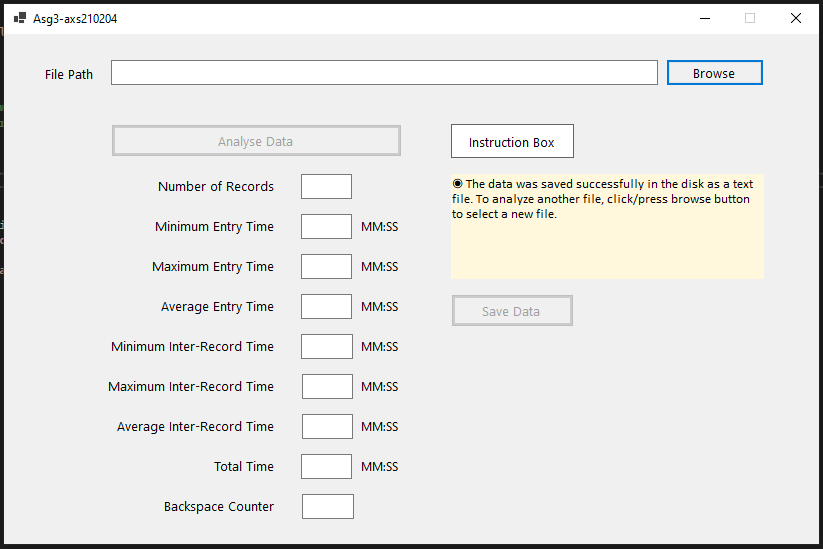 Asg3-axs210204
File Path
Browse
Analyse Data
Instruction Box
Number of Records
◉ The data was saved successfully in the disk as a text
file. To analyze another file, click/press browse button
to select a new file.
Minimum Entry Time MM:SS
Maximum Entry Time MM:SS
Average Entry Time MM:SS
Save Data
Minimum Inter-Record Time MM:SS
Maximum Inter-Record Time MM:SS
Average Inter-Record Time MM:SS
Total Time MM:SS
Backspace Counter